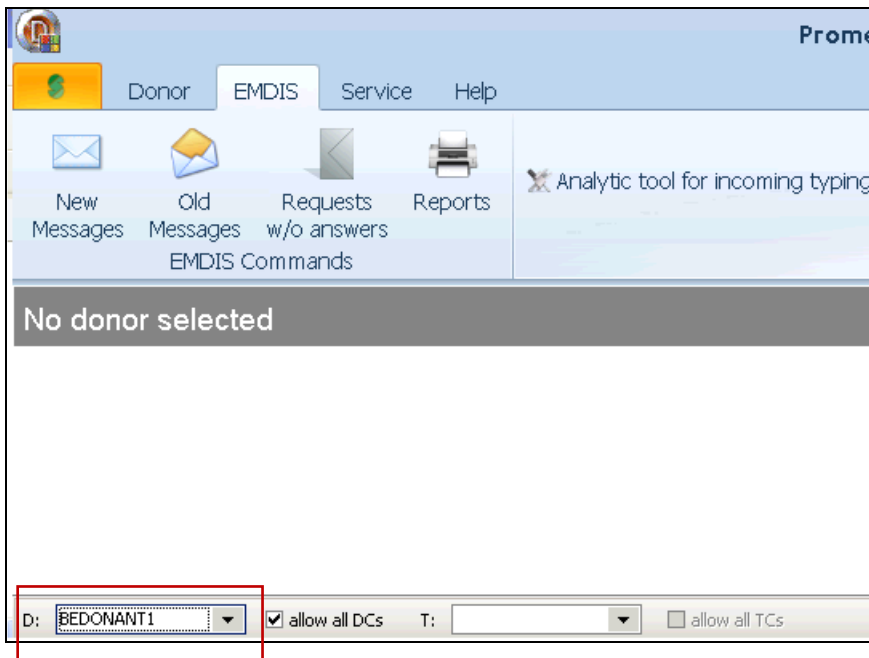 Prome
Donor EMDIS Service Help
New Messages
Old Messages
Requests w/o answers
Reports
EMDIS Commands
Analytic tool for incoming typing
No donor selected
D: BEDONANT1 allow all DCs T: allow all TCs